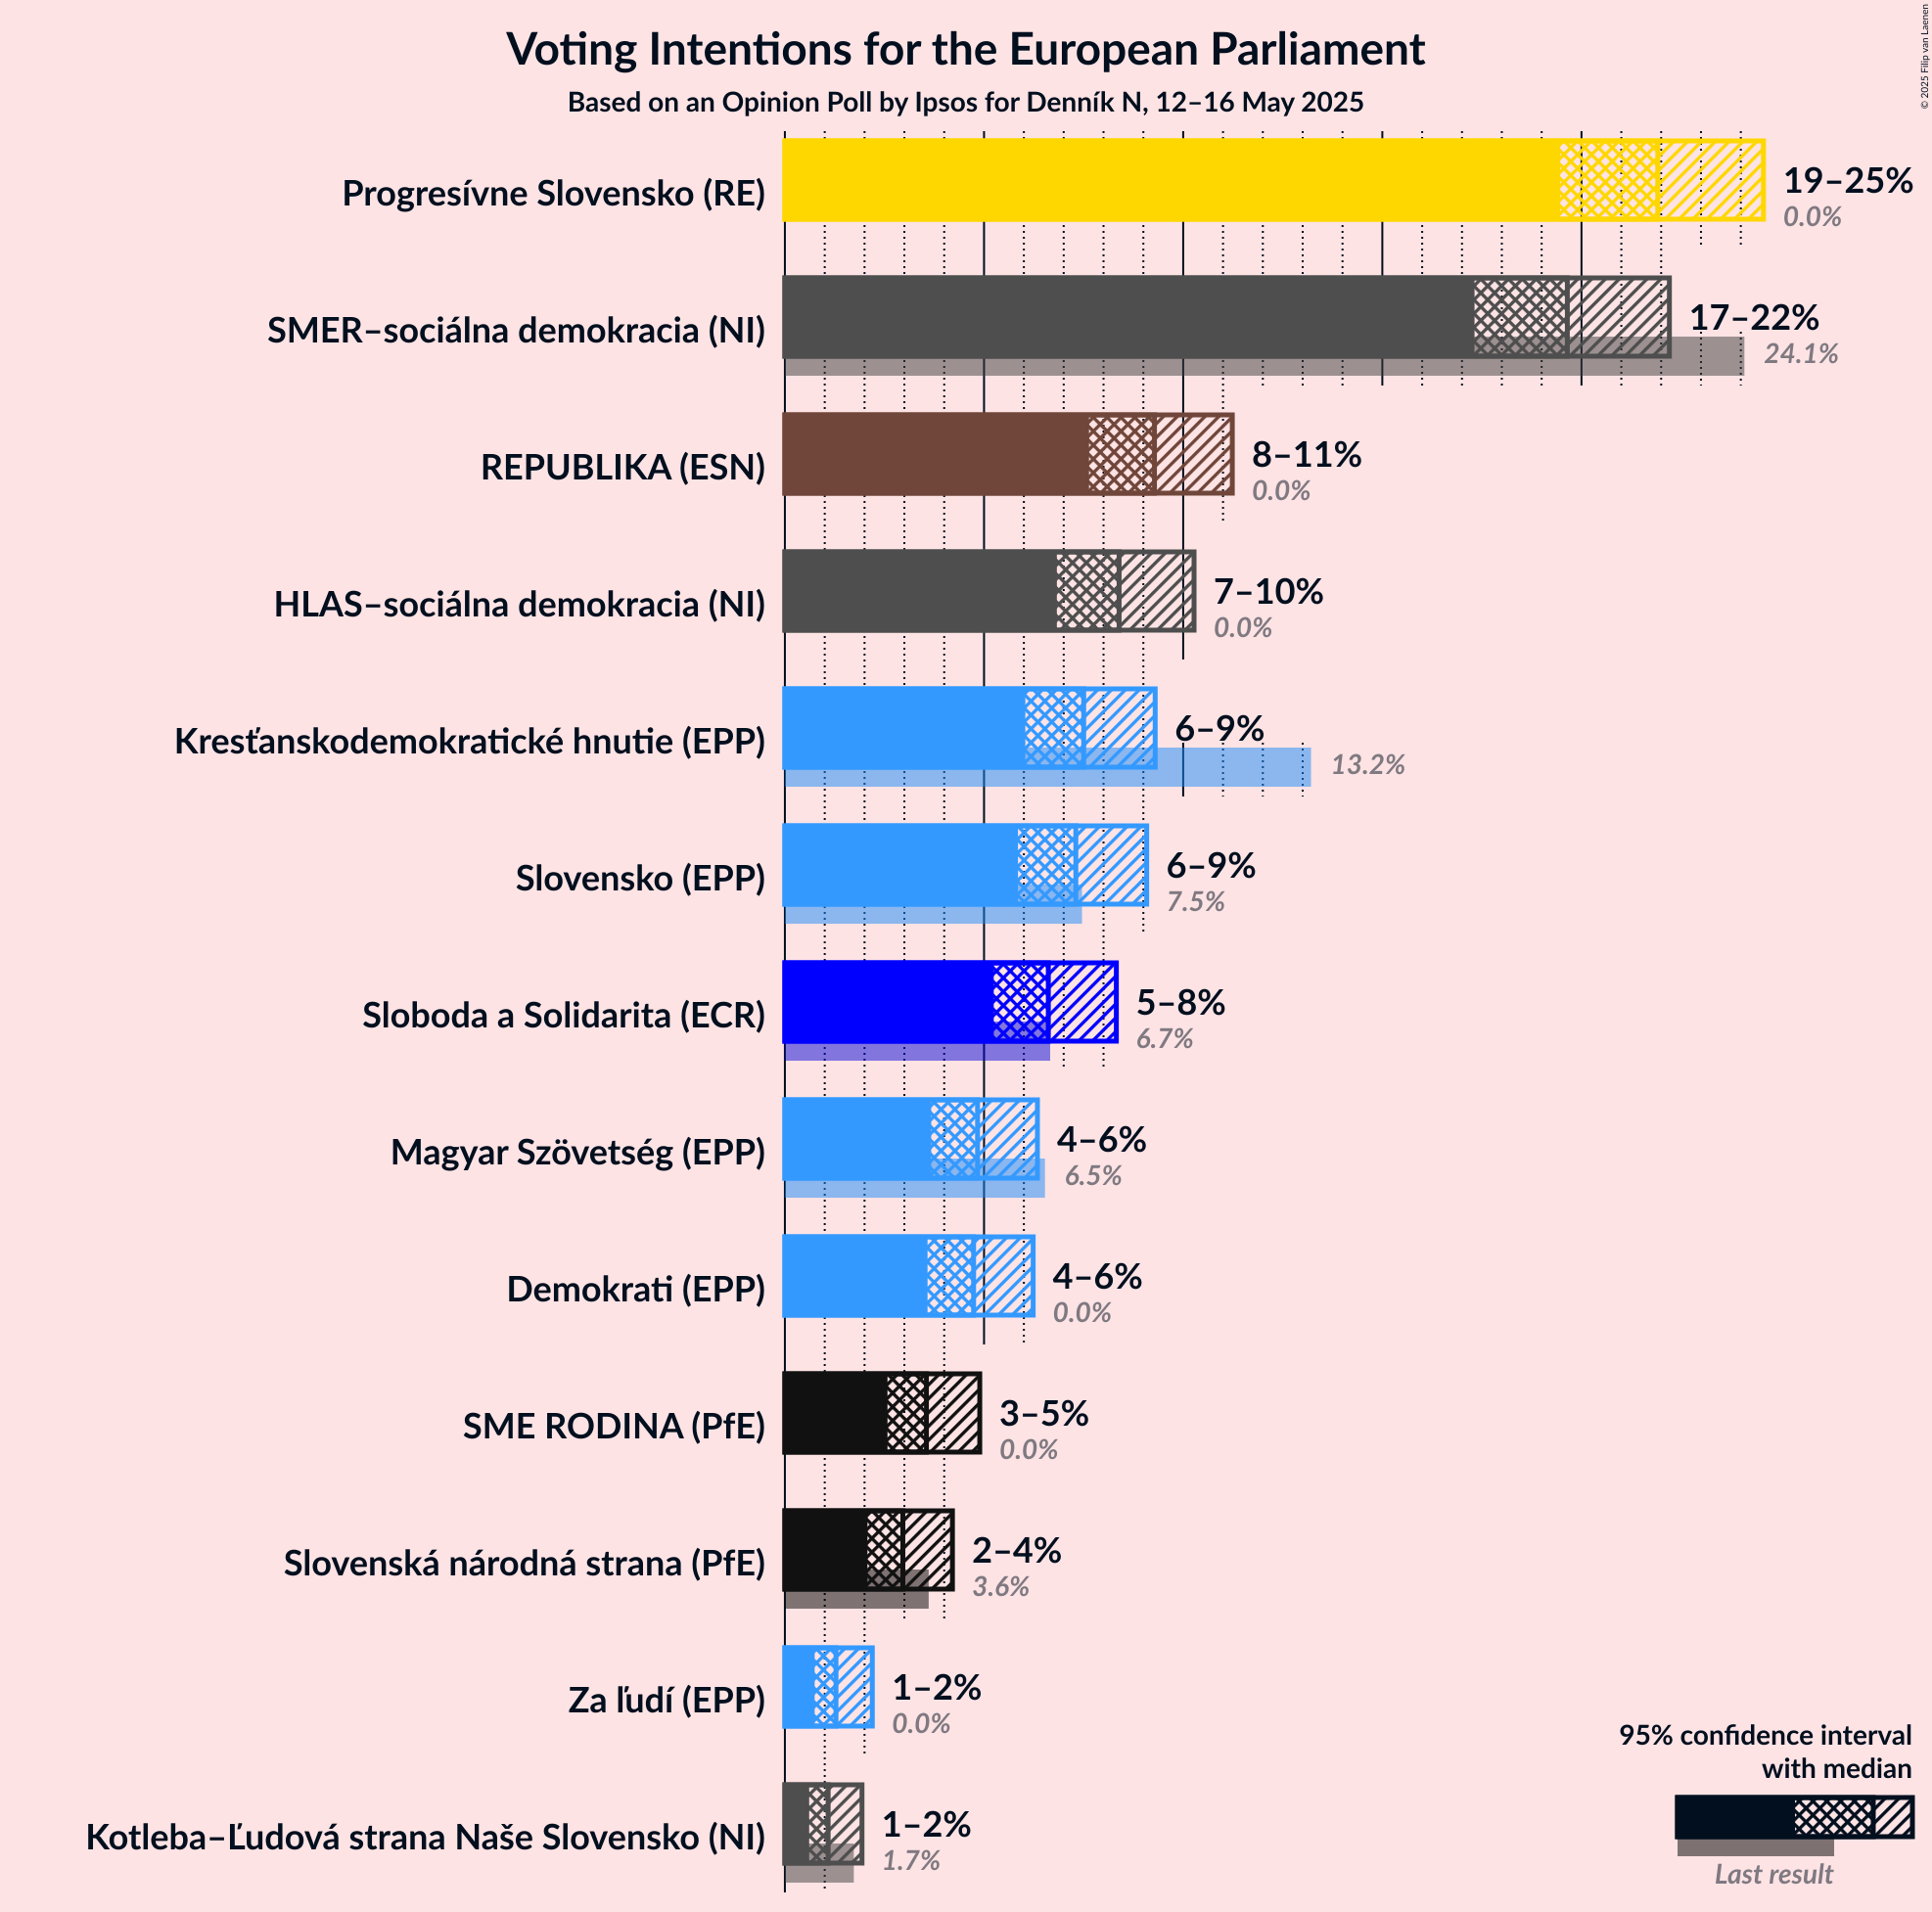 Voting Intentions for the European Parliament
Based on an Opinion Poll by Ipsos for Denník N, 12–16 May 2025
© 2025 Filip van Laenen
Progresívne Slovensko (RE)
19–25%
0.0%
SMER–sociálna demokracia (NI)
17–22%
24.1%
REPUBLIKA (ESN)
8–11%
0.0%
HLAS–sociálna demokracia (NI)
7–10%
0.0%
Kresťanskodemokratické hnutie (EPP)
6–9%
13.2%
Slovensko (EPP)
6–9%
7.5%
Sloboda a Solidarita (ECR)
5–8%
6.7%
Magyar Szövetség (EPP)
4–6%
6.5%
Demokrati (EPP)
4–6%
0.0%
SME RODINA (PfE)
3–5%
0.0%
Slovenská národná strana (PfE)
2–4%
3.6%
Za ľudí (EPP)
1–2%
0.0%
Kotleba–Ľudová strana Naše Slovensko (NI)
1–2%
1.7%
95% confidence interval
with median
Last result